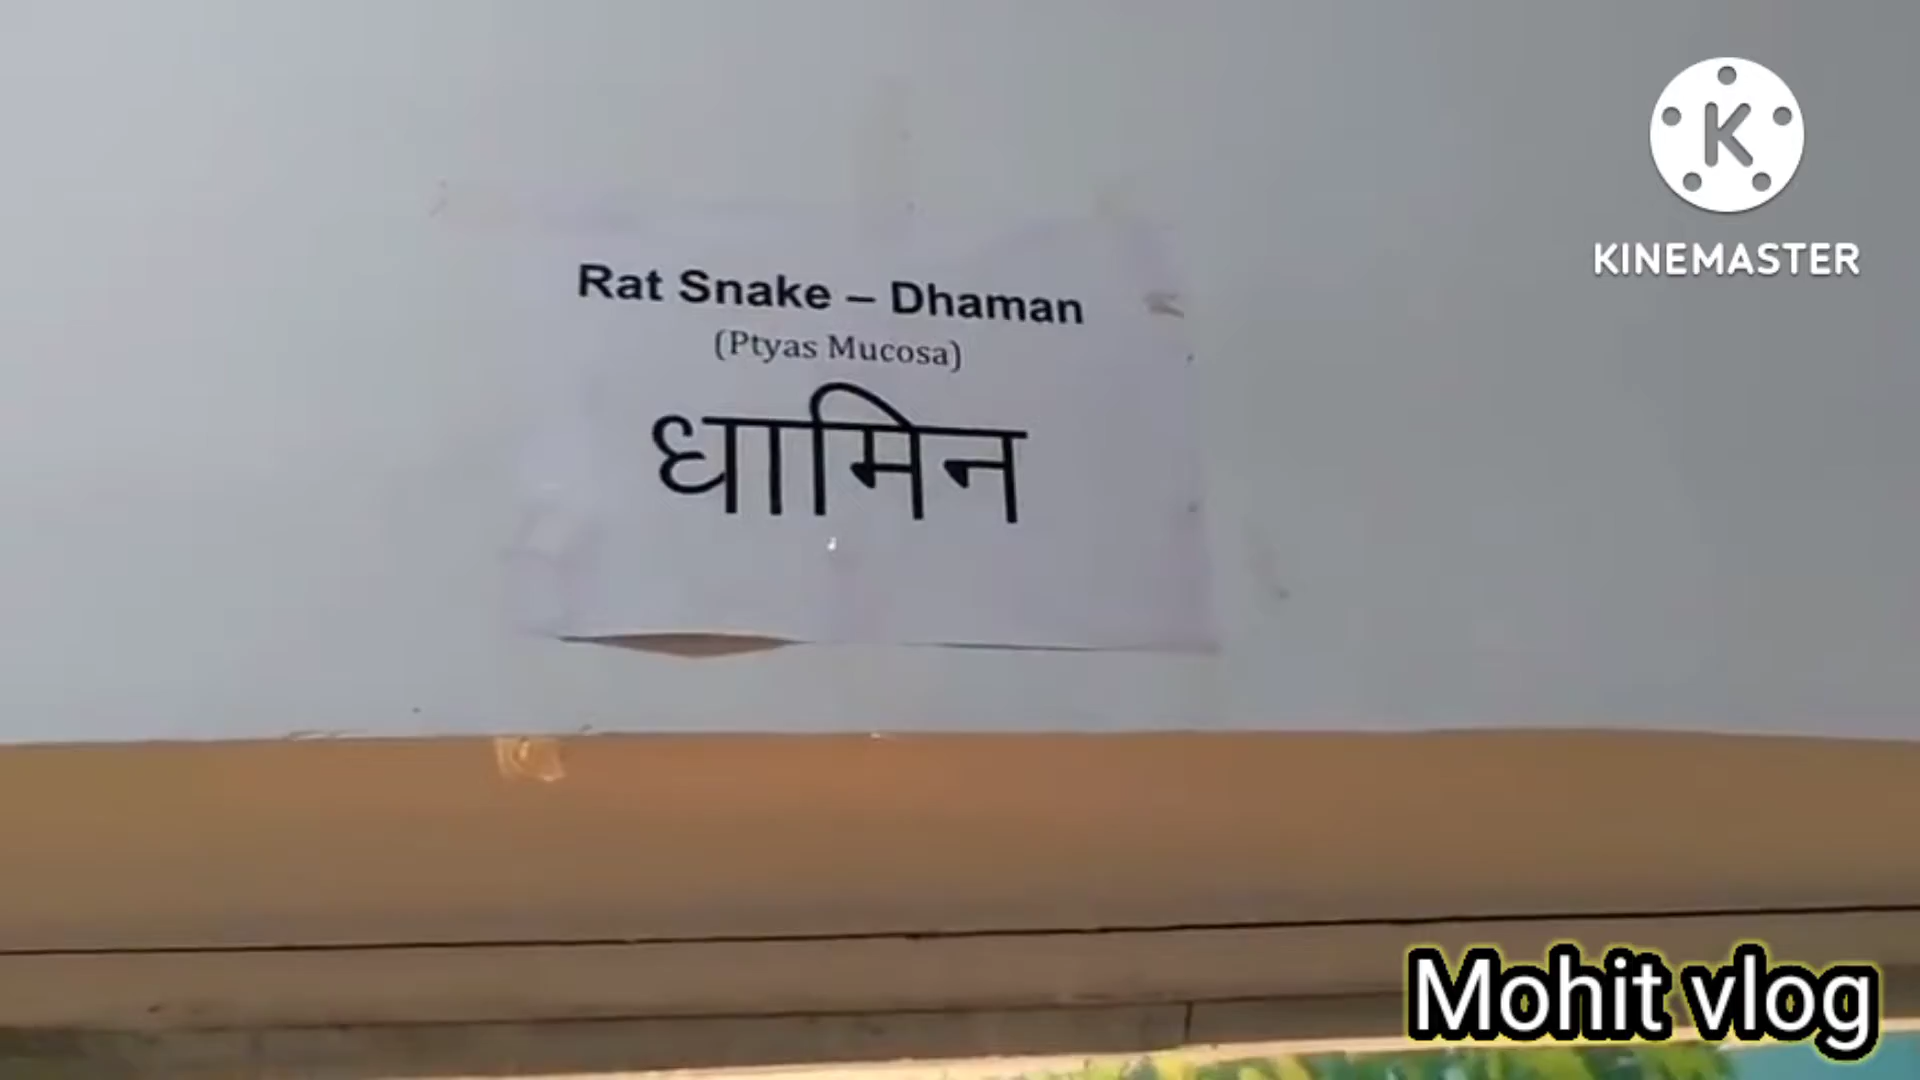 Rat Snake – Dhaman
(Ptyas Mucosa)
धामिन
K
KINEMASTER
Mohit vlog